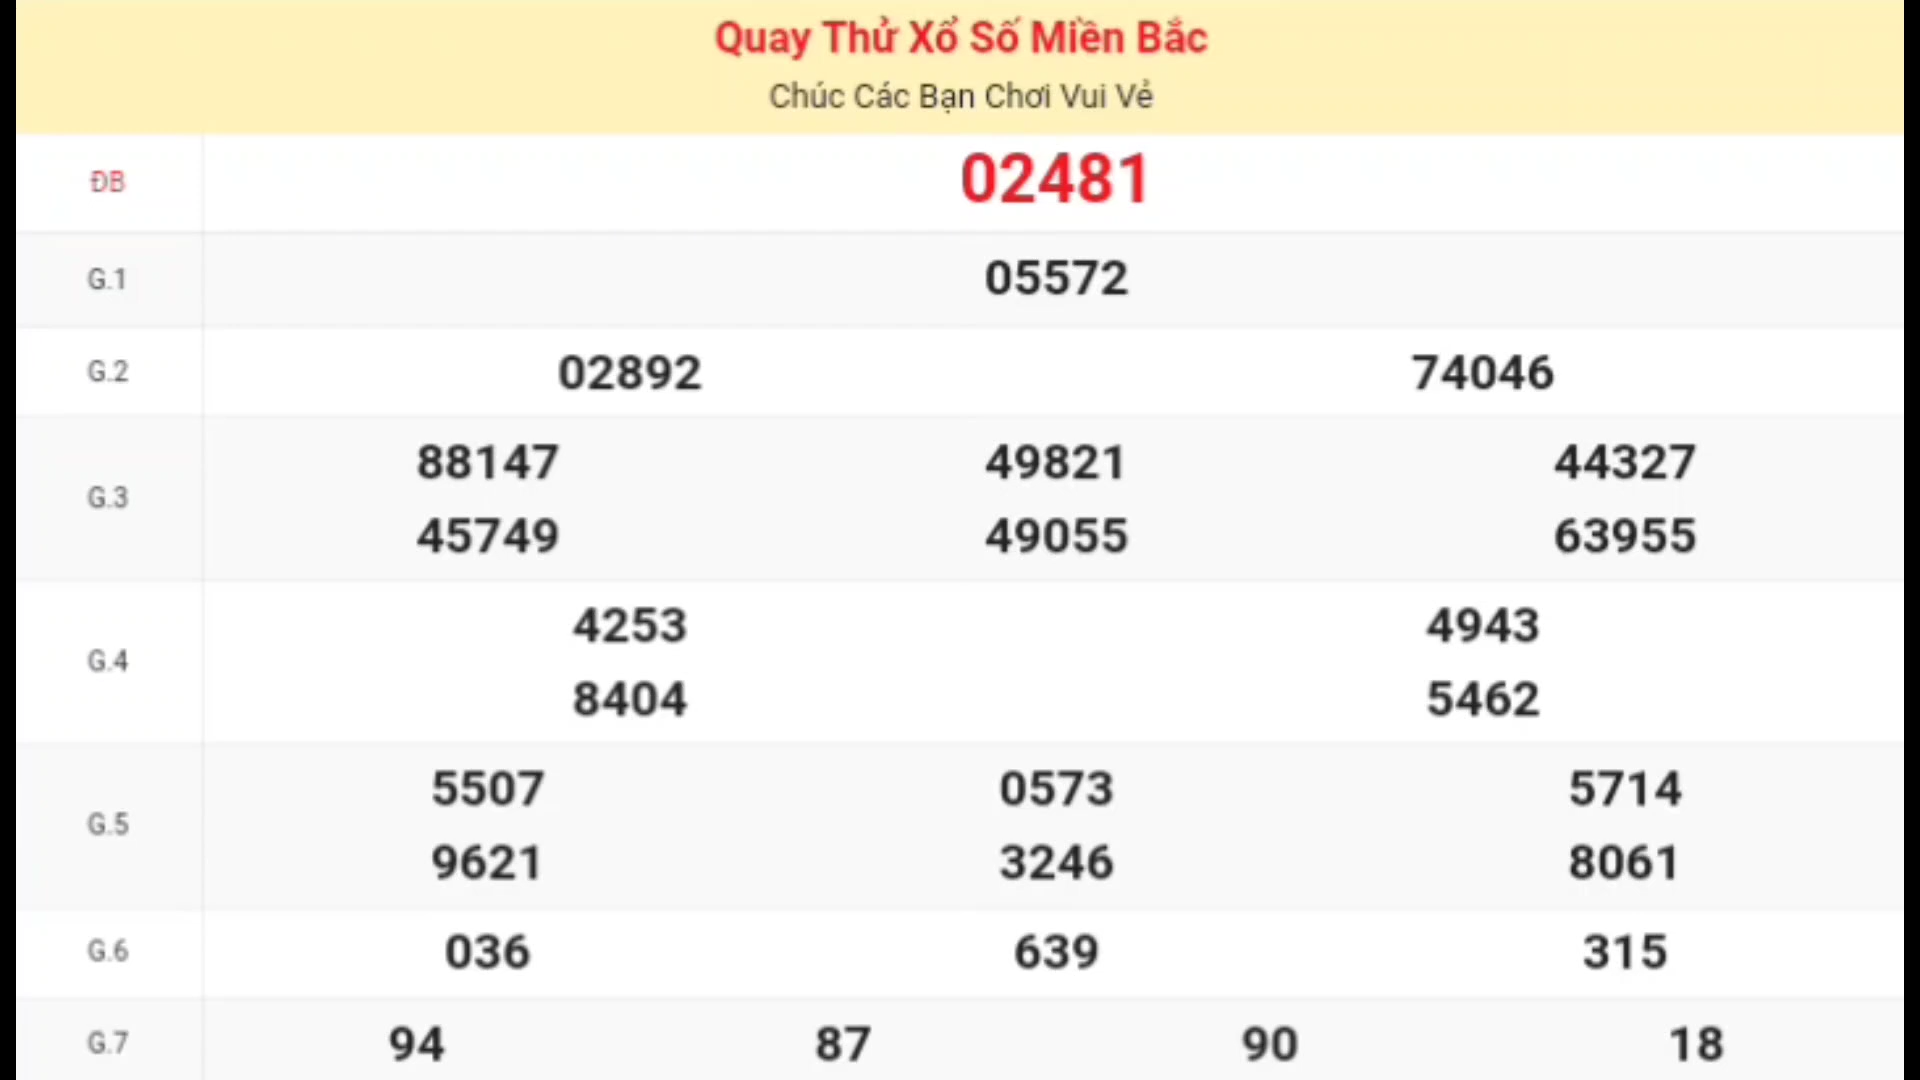 Quay Thử Xổ Số Miền Bắc
Chúc Các Bạn Chơi Vui Vẻ
ĐB 02481
G.1 05572
G.2 02892 74046
G.3 88147 49821 44327
45749 49055 63955
G.4 4253 4943
8404 5462
G.5 5507 0573 5714
9621 3246 8061
G.6 036 639 315
G.7 94 87 90 18